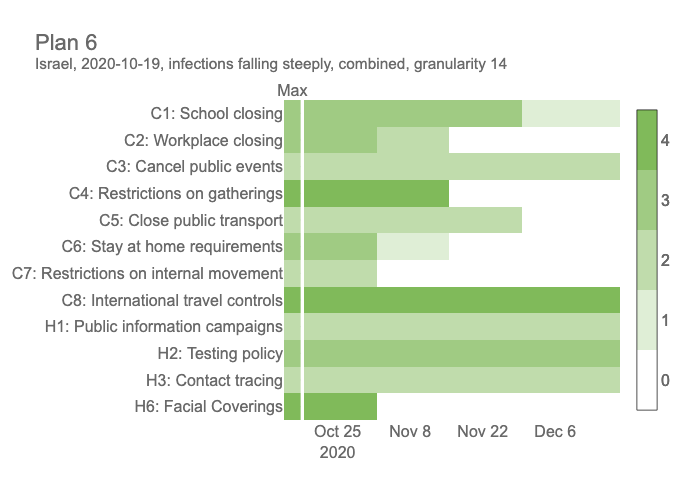 Plan 6
Israel, 2020-10-19, infections falling steeply, combined, granularity 14
Max
C1: School closing
C2: Workplace closing
C3: Cancel public events
C4: Restrictions on gatherings
C5: Close public transport
C6: Stay at home requirements
C7: Restrictions on internal movement
C8: International travel controls
H1: Public information campaigns
H2: Testing policy
H3: Contact tracing
H6: Facial Coverings
Oct 25 Nov 8 Nov 22 Dec 6
2020
4
3
2
1
0